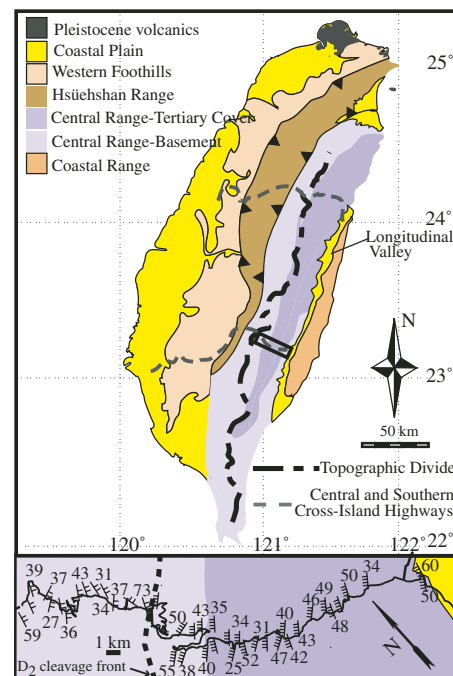 Pleistocene volcanics
Coastal Plain
Western Foothills
Hsüehshan Range
Central Range-Tertiary Cover
Central Range-Basement
Coastal Range
25°
24°
Longitudinal
Valley
N
23°
50 km
Topographic Divide
Central and Southern
Cross-Island Highways
120° 121° 122° 22°
39 37 43 31 37 73 50 43 35 34 31 40 46 49 50 34 60
59 27 36 34 55 38 40 25 52 47 42 43 48 50
1 km
N
D2 cleavage front